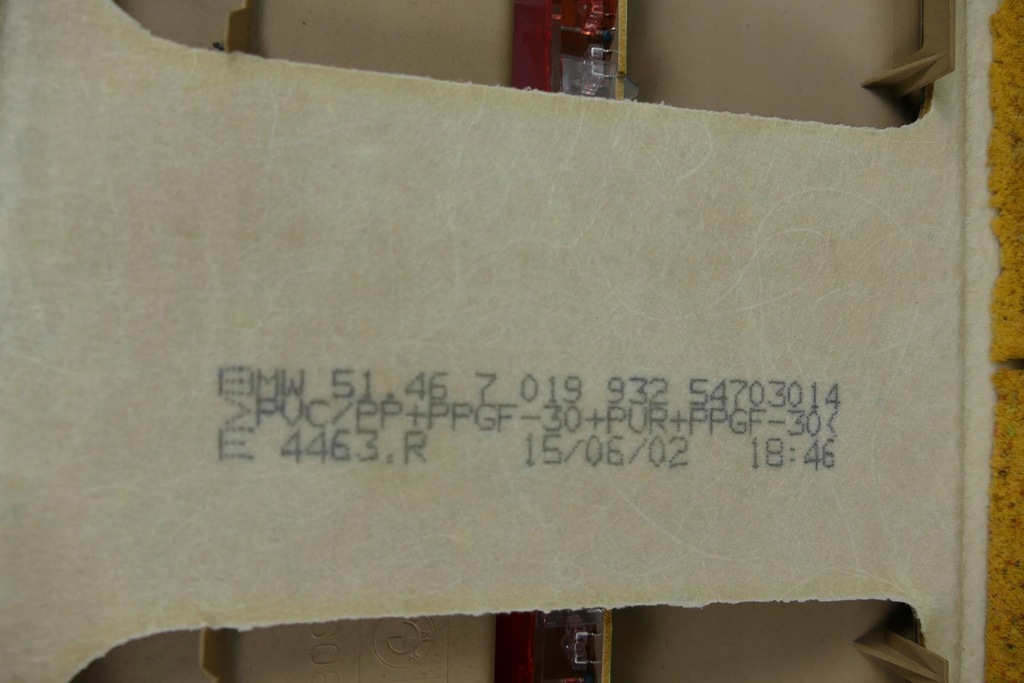 BMW 51.46 7 019 932 54703014
>PVC/PP+PPGF-30+PUR+PPGF-30<
4463.R 15/06/02 18:46